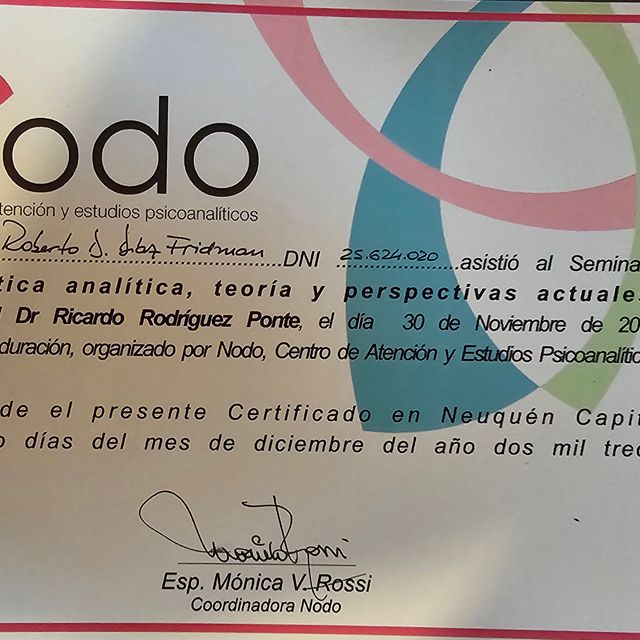 odo
tención y estudios psicoanalíticos
Roberto J. Fridman DNI 25.624.020 asistió al Semina
tica analítica, teoría y perspectivas actuale
Dr Ricardo Rodríguez Ponte, el día 30 de Noviembre de 20
duración, organizado por Nodo, Centro de Atención y Estudios Psicoanalític
de el presente Certificado en Neuquén Capit
o días del mes de diciembre del año dos mil trec
Esp. Mónica V. Rossi
Coordinadora Nodo